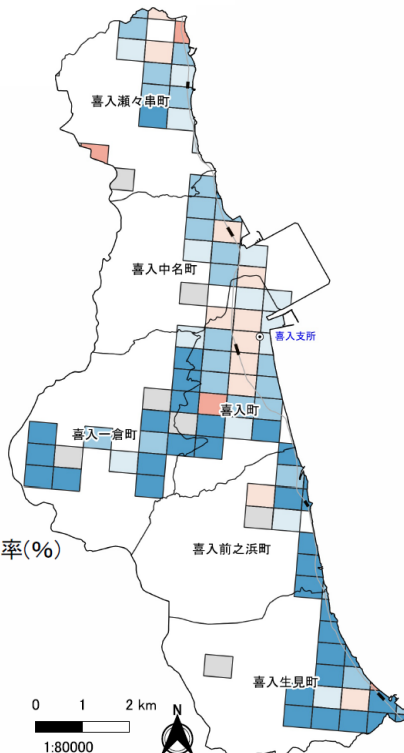 喜入瀬々串町
喜入中名町
喜入支所
喜入町
喜入一倉町
率(%)
喜入前之浜町
喜入生見町
0 1 2 km
N
1:80000